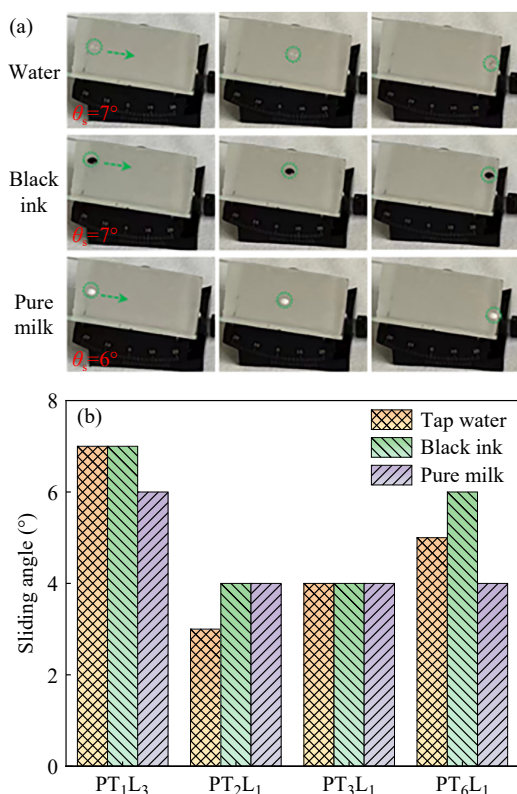 (a)
Water
θₛ=7°
Black
ink
θₛ=7°
Pure
milk
θₛ=6°
(b)
8
6
4
2
0
Sliding angle (°)
Tap water
Black ink
Pure milk
PT₁L₃ PT₂L₁ PT₃L₁ PT₆L₁